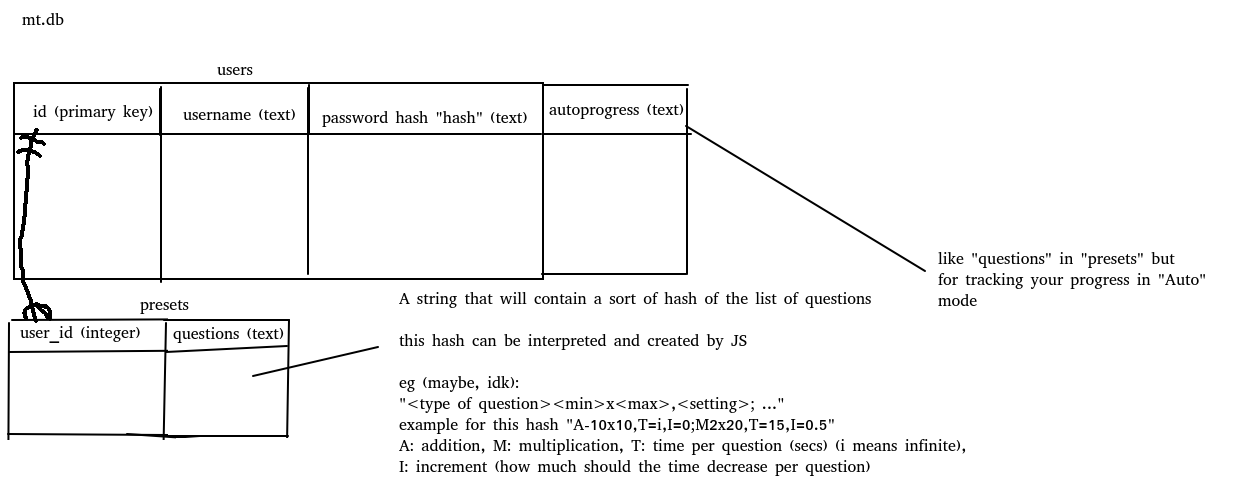 mt.db
users
id (primary key)
username (text)
password hash "hash" (text)
autoprogress (text)
like "questions" in "presets" but
for tracking your progress in "Auto"
mode
presets
user_id (integer)
questions (text)
A string that will contain a sort of hash of the list of questions
this hash can be interpreted and created by JS
eg (maybe, idk):
"<type of question><min>x<max>,<setting>; ..."
example for this hash "A-10x10,T=i,I=0;M2x20,T=15,I=0.5"
A: addition, M: multiplication, T: time per question (secs) (i means infinite),
I: increment (how much should the time decrease per question)